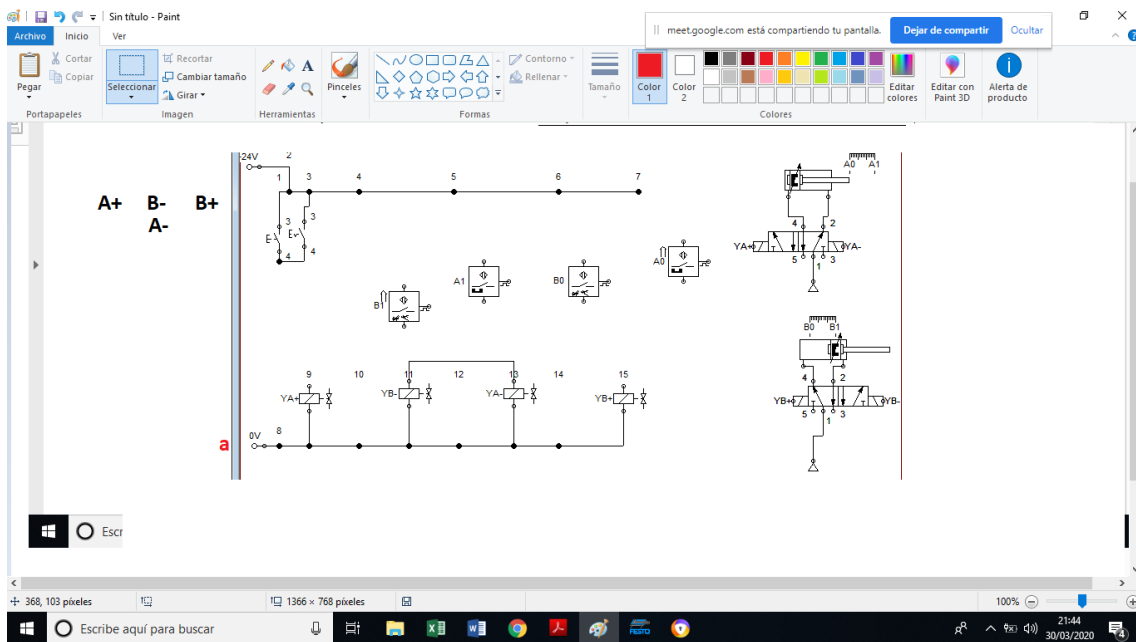 Sin título - Paint
meet.google.com está compartiendo tu pantalla. Dejar de compartir Ocultar
Archivo Inicio Ver
Pegar
Cortar
Copiar
Portapapeles
Seleccionar
Recortar
Cambiar tamaño
Girar
Imagen
Herramientas
Pinceles
Contorno
Rellenar
Formas
Tamaño
Color 1
Color 2
Editar colores
Colores
Editar con Paint 3D
Alerta de producto
A+ B- B+
A-
-24V 2
1 3 4 5 6 7
3 3
E- E
4 4
B1 A1 B0 A0
9 10 11 12 13 14 15
YA+ YB- YA- YB+
a 0V 8
A0 A1
4 2
YA+ YA-
5 1 3
B0 B1
4 2
YB+ YB-
5 1 3
Escr
368, 103 píxeles
1366 × 768 píxeles
100%
Escribe aquí para buscar
FESTO
21:44
30/03/2020
4